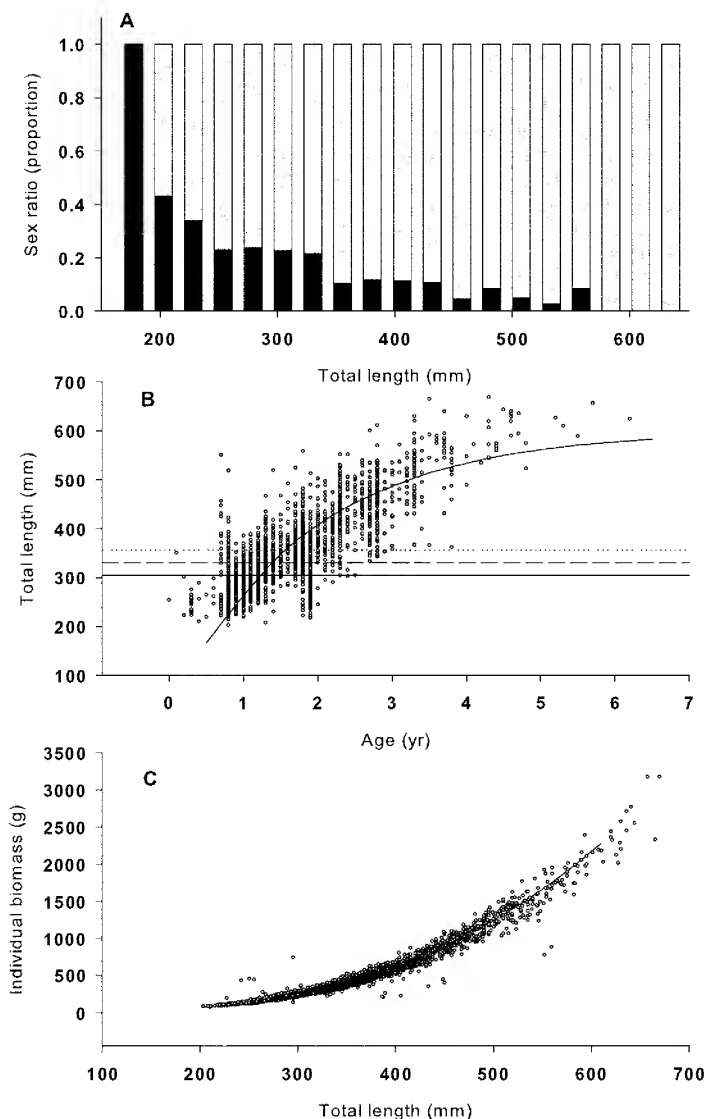 A
Sex ratio (proportion)
1.0
0.8
0.6
0.4
0.2
0.0
200 300 400 500 600
Total length (mm)
B
Total length (mm)
700
600
500
400
300
200
100
0 1 2 3 4 5 6 7
Age (yr)
C
Individual biomass (g)
3500
3000
2500
2000
1500
1000
500
0
100 200 300 400 500 600 700
Total length (mm)